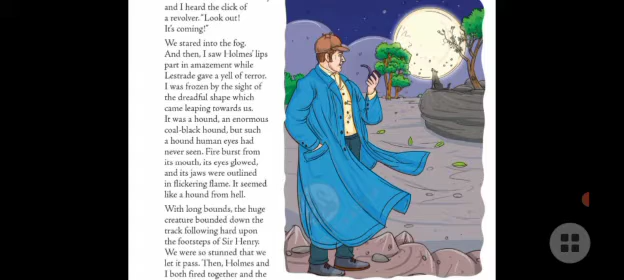 and I heard the click of
a revolver. "Look out!
It's coming!"
We stared into the fog.
And then, I saw Holmes' lips
part in amazement while
Lestrade gave a yell of terror.
I was frozen by the sight of
the dreadful shape which
came leaping towards us.
It was a hound, an enormous
coal-black hound, but such
a hound human eyes had
never seen. Fire burst from
its mouth, its eyes glowed,
and its jaws were outlined
in flickering flame. It seemed
like a hound from hell.
With long bounds, the huge
creature bounded down the
track following hard upon
the footsteps of Sir Henry.
We were so stunned that we
let it pass. Then, Holmes and
I both fired together and the